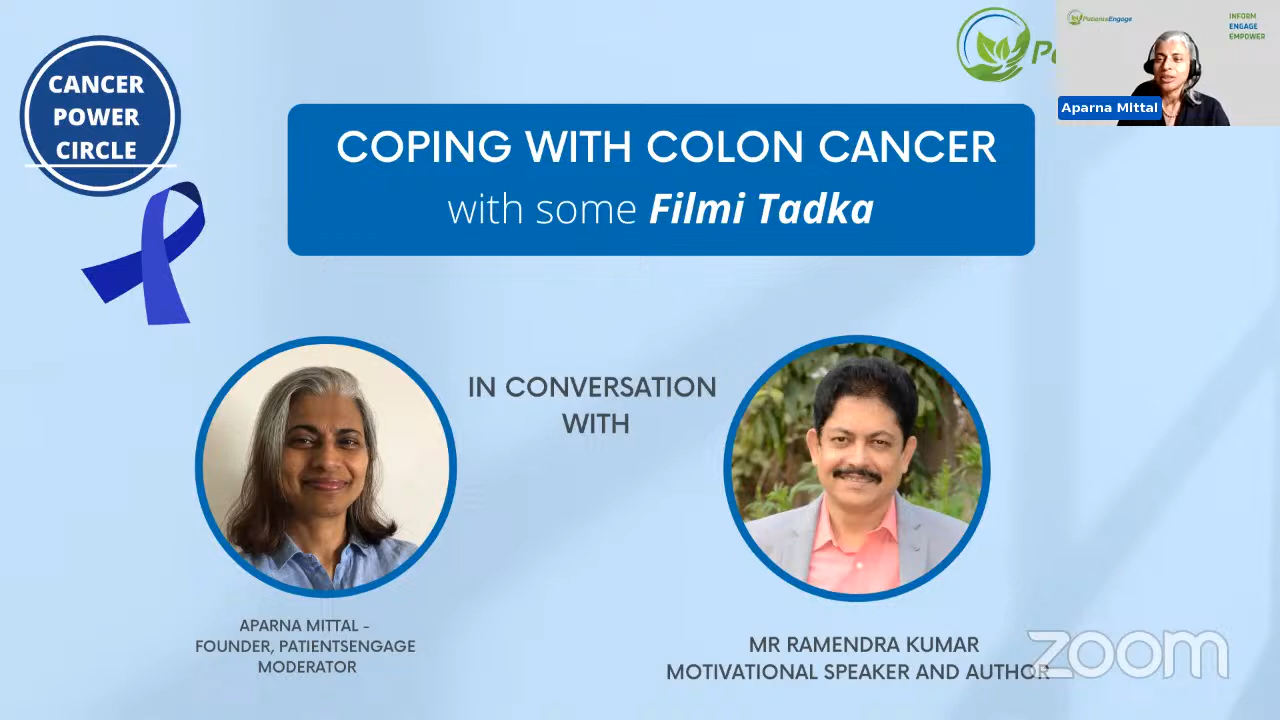 CANCER
POWER
CIRCLE
COPING WITH COLON CANCER
with some Filmi Tadka
PatientsEngage
INFORM
ENGAGE
EMPOWER
Aparna Mittal
IN CONVERSATION
WITH
APARNA MITTAL -
FOUNDER, PATIENTSENGAGE
MODERATOR
MR RAMENDRA KUMAR
MOTIVATIONAL SPEAKER AND AUTHOR
zoom